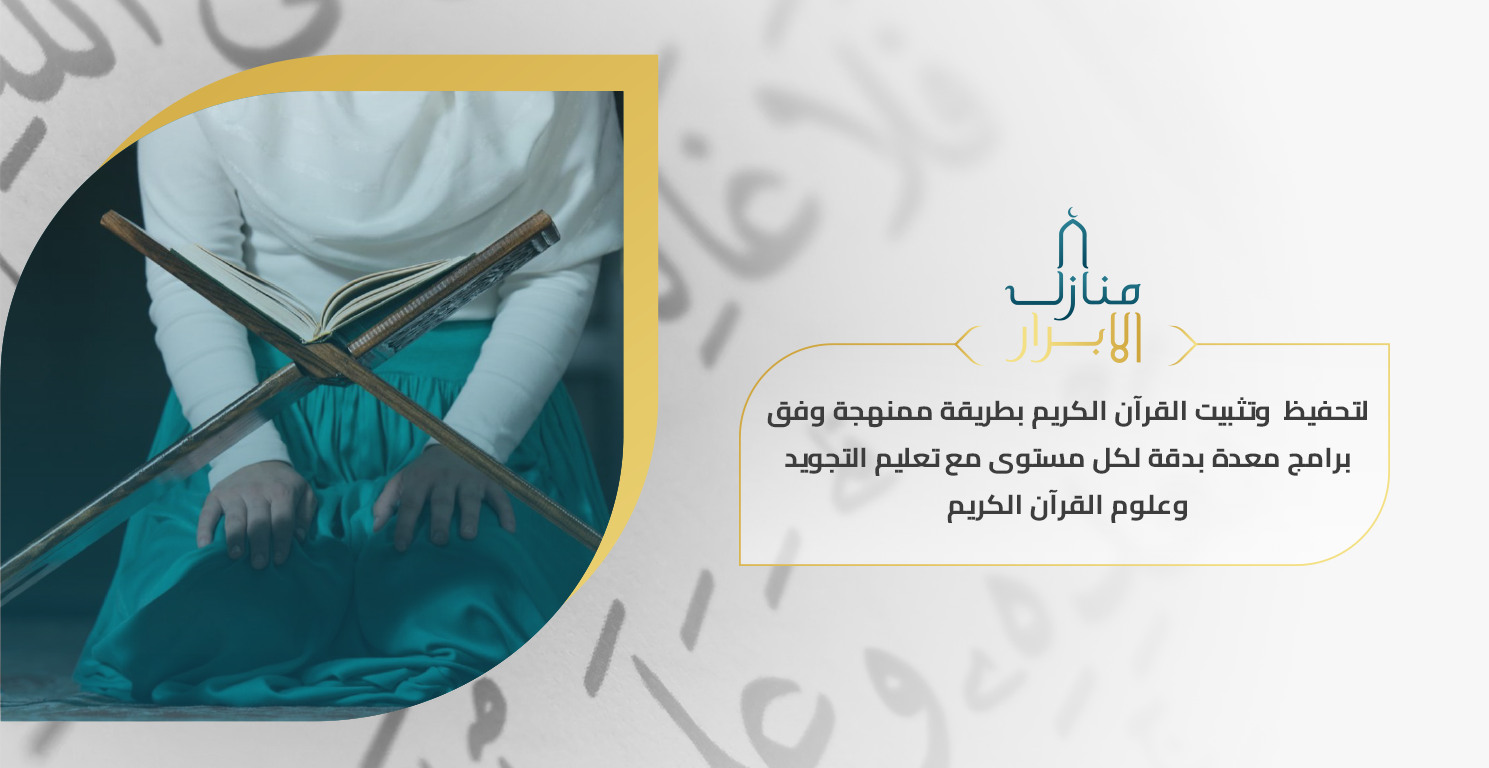 منازل
الابرار
لتحفيظ وتثبيت القرآن الكريم بطريقة ممنهجة وفق
برامج معدة بدقة لكل مستوى مع تعليم التجويد
وعلوم القرآن الكريم